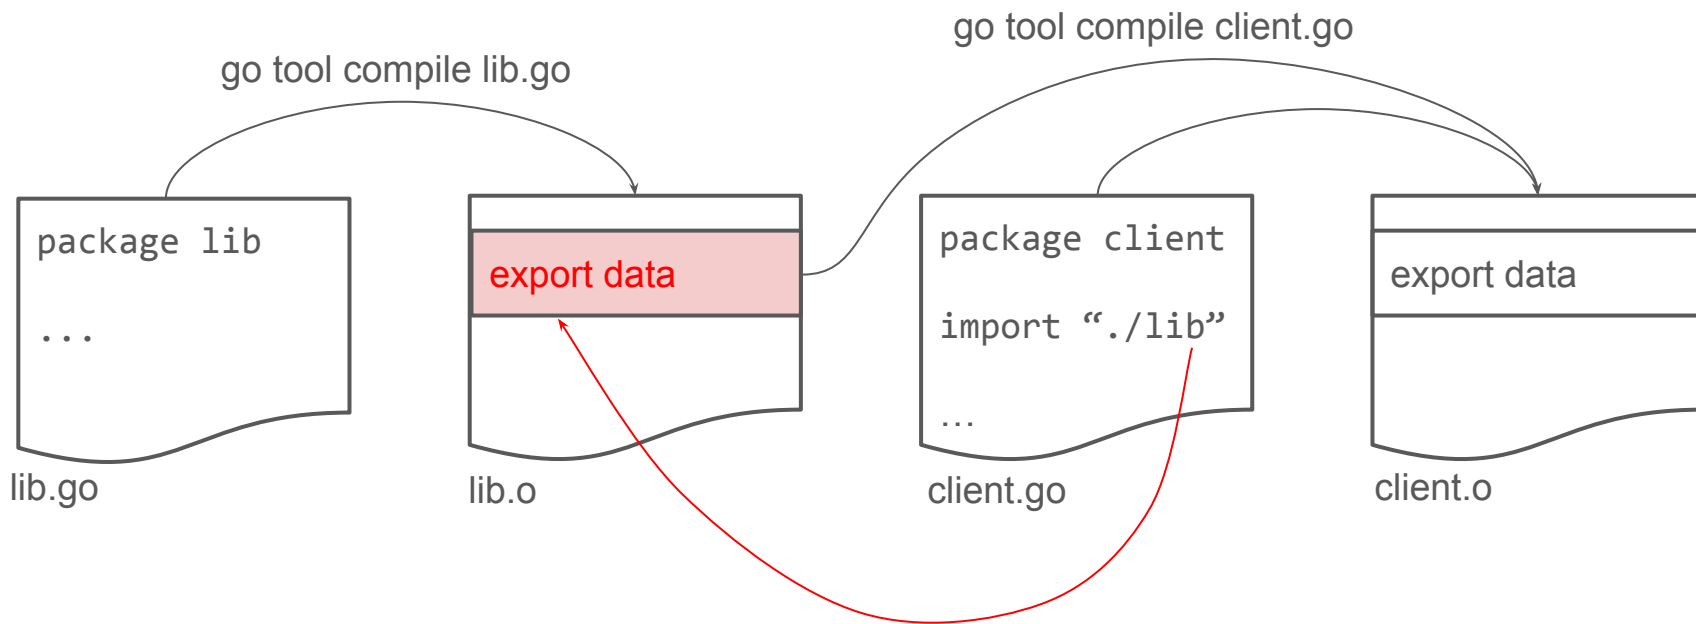 go tool compile client.go
go tool compile lib.go
package lib
...
lib.go
export data
lib.o
package client
import “./lib”
...
client.go
export data
client.o